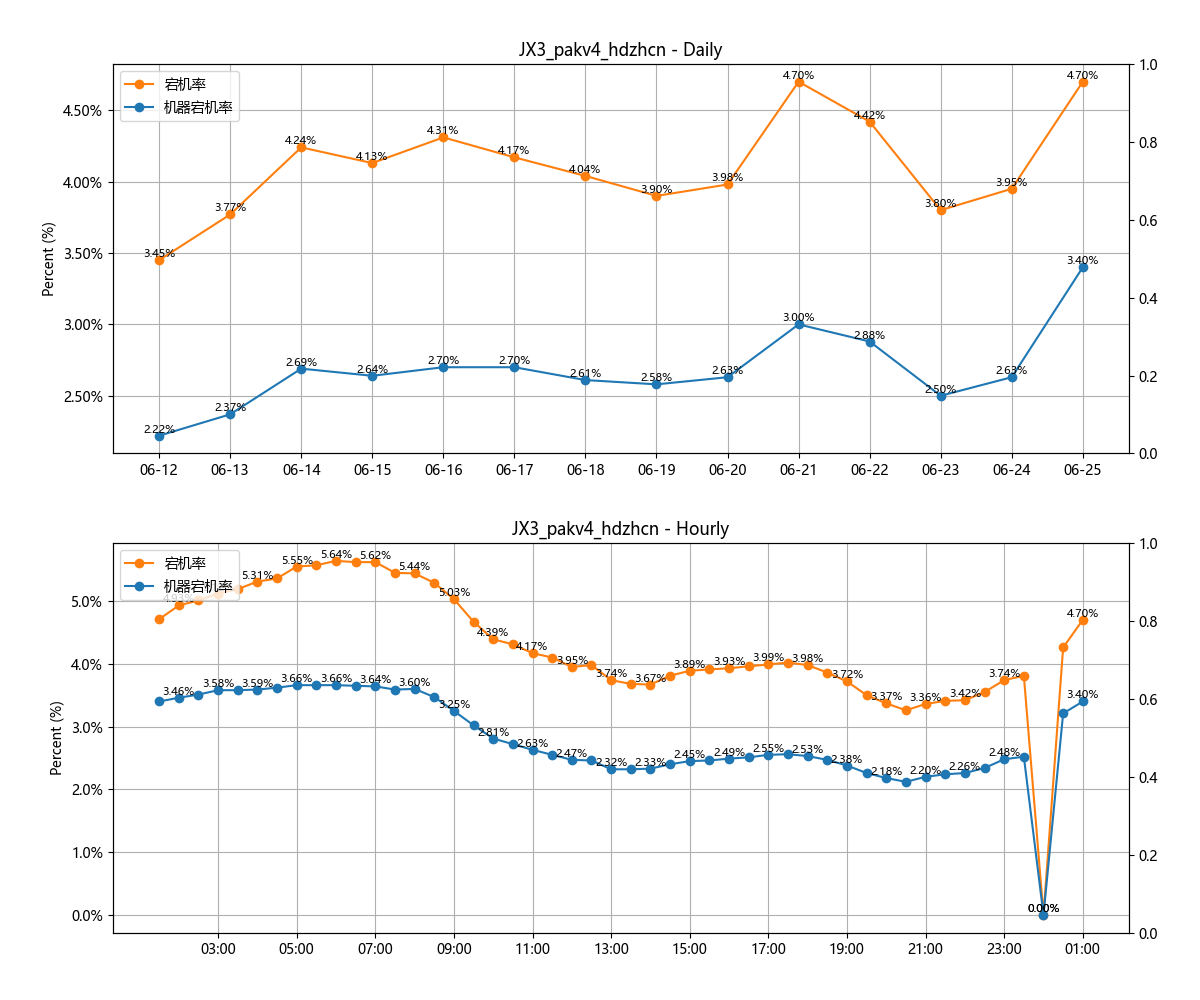 JX3_pakv4_hdzhcn - Daily
宕机率
机器宕机率
Percent (%)
4.50%
4.00%
3.50%
3.00%
2.50%
1.0
0.8
0.6
0.4
0.2
0.0
3.45% 3.77% 4.24% 4.13% 4.31% 4.17% 4.04% 3.90% 3.98% 4.70% 4.42% 3.80% 3.95% 4.70%
2.22% 2.37% 2.69% 2.64% 2.70% 2.70% 2.61% 2.58% 2.63% 3.00% 2.88% 2.50% 2.63% 3.40%
06-12 06-13 06-14 06-15 06-16 06-17 06-18 06-19 06-20 06-21 06-22 06-23 06-24 06-25
JX3_pakv4_hdzhcn - Hourly
宕机率
机器宕机率
Percent (%)
5.0%
4.0%
3.0%
2.0%
1.0%
0.0%
1.0
0.8
0.6
0.4
0.2
0.0
5.31% 5.55% 5.64% 5.62% 5.44% 5.03% 4.39% 4.17% 3.95% 3.74% 3.67% 3.89% 3.93% 3.99% 3.98% 3.72% 3.37% 3.36% 3.42% 3.74% 0.00% 4.70%
3.46% 3.58% 3.59% 3.66% 3.66% 3.64% 3.60% 3.25% 2.81% 2.63% 2.47% 2.32% 2.33% 2.45% 2.49% 2.55% 2.53% 2.38% 2.18% 2.20% 2.26% 2.48% 0.00% 3.40%
03:00 05:00 07:00 09:00 11:00 13:00 15:00 17:00 19:00 21:00 23:00 01:00